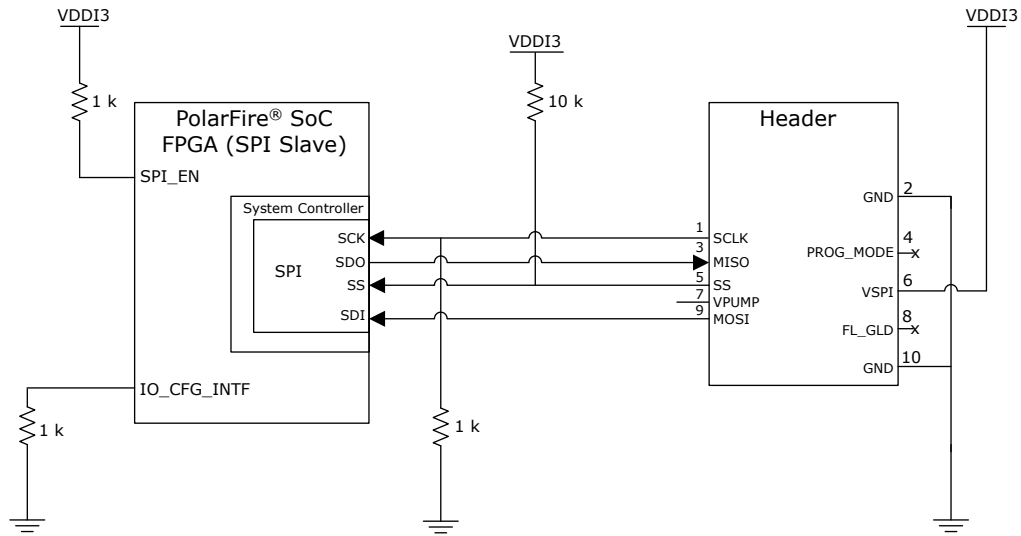 VDDI3
VDDI3
VDDI3
1 k
10 k
PolarFire® SoC
FPGA (SPI Slave)
Header
SPI_EN
System Controller
SPI
SCK
SDO
SS
SDI
IO_CFG_INTF
1 k
1 k
1
SCLK
3
MISO
5
SS
7
VPUMP
9
MOSI
GND
2
PROG_MODE
4
x
VSPI
6
FL_GLD
8
x
GND
10